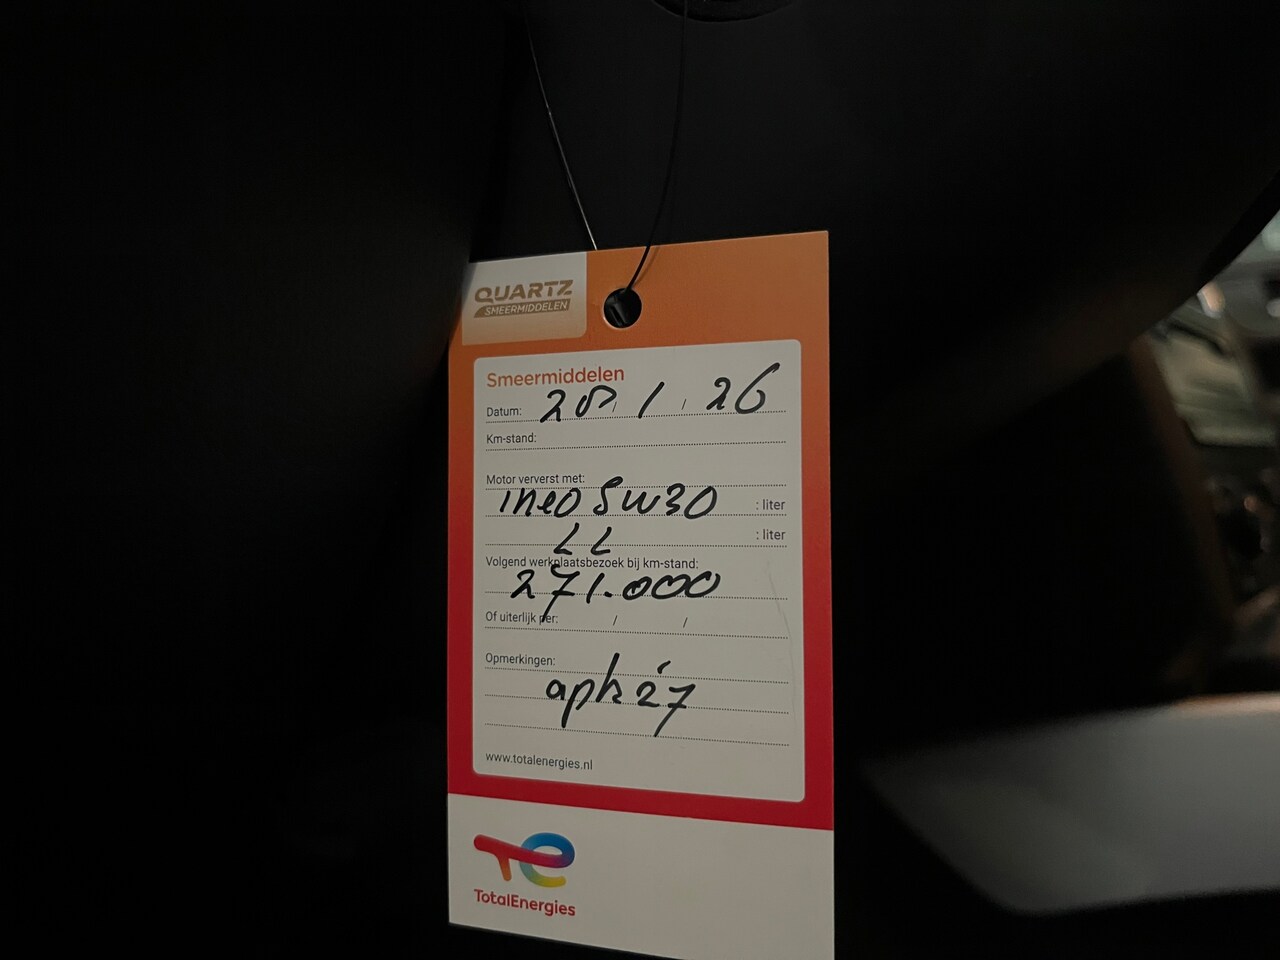 QUARTZ
SMEERMIDDELEN
Smeermiddelen
Datum: 28 / 1 / 26
Km-stand:
Motor ververst met:
ineo 5W30 : liter
LL : liter
Volgend werkplaatsbezoek bij km-stand:
271.000
Of uiterlijk per: / /
Opmerkingen:
apk '27
www.totalenergies.nl
TotalEnergies